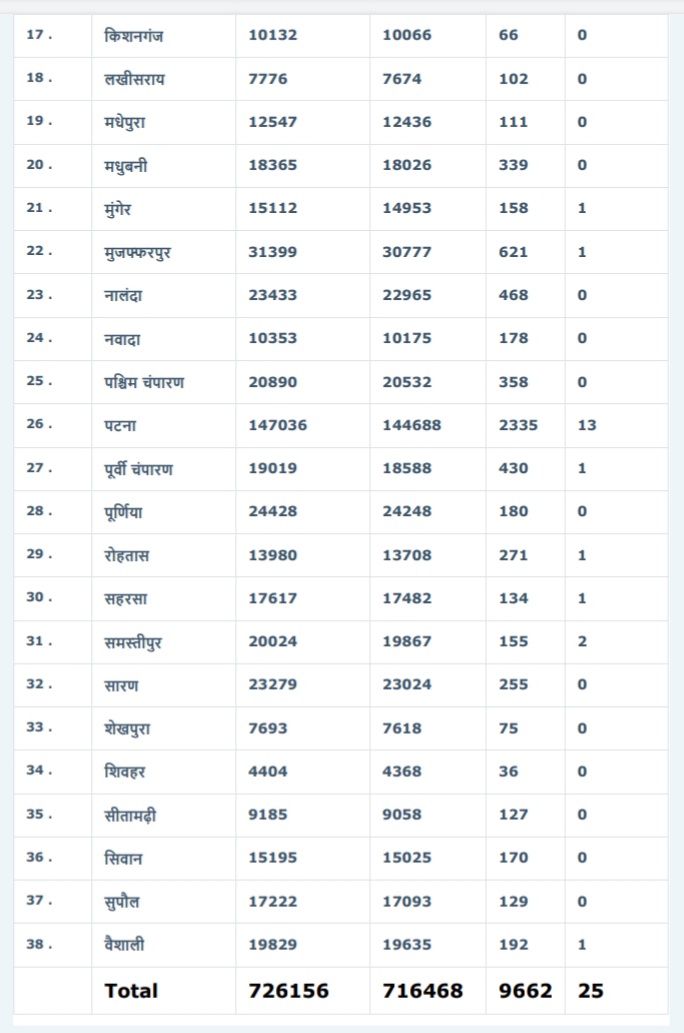 17 . किशनगंज 10132 10066 66 0
18 . लखीसराय 7776 7674 102 0
19 . मधेपुरा 12547 12436 111 0
20 . मधुबनी 18365 18026 339 0
21 . मुंगेर 15112 14953 158 1
22 . मुजफ्फरपुर 31399 30777 621 1
23 . नालंदा 23433 22965 468 0
24 . नवादा 10353 10175 178 0
25 . पश्चिम चंपारण 20890 20532 358 0
26 . पटना 147036 144688 2335 13
27 . पूर्वी चंपारण 19019 18588 430 1
28 . पूर्णिया 24428 24248 180 0
29 . रोहतास 13980 13708 271 1
30 . सहरसा 17617 17482 134 1
31 . समस्तीपुर 20024 19867 155 2
32 . सारण 23279 23024 255 0
33 . शेखपुरा 7693 7618 75 0
34 . शिवहर 4404 4368 36 0
35 . सीतामढ़ी 9185 9058 127 0
36 . सिवान 15195 15025 170 0
37 . सुपौल 17222 17093 129 0
38 . वैशाली 19829 19635 192 1
Total 726156 716468 9662 25